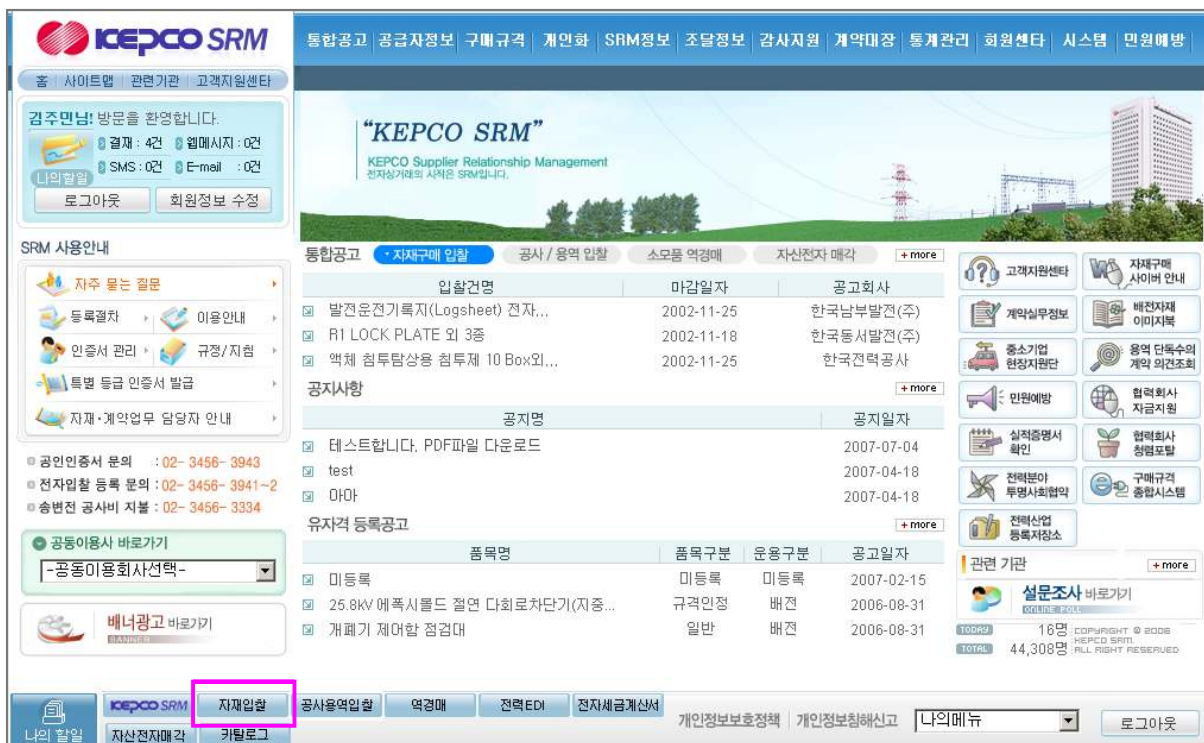 KEPCO SRM
통합공고 공급자정보 구매규격 개인화 SRM정보 조달정보 감사지원 계약대장 통계관리 회원센타 시스템 민원예방
홈 사이트맵 관련기관 고객지원센타
김주민님! 방문을 환영합니다.
결재 : 4건 웹메시지 : 0건
SMS : 0건 E-mail : 0건
나의할일
로그아웃 회원정보 수정
"KEPCO SRM"
KEPCO Supplier Relationship Management
전자상거래의 시작은 SRM입니다.
SRM 사용안내
자주 묻는 질문
등록절차 이용안내
인증서 관리 규정/지침
특별 등급 인증서 발급
자재·계약업무 담당자 안내
공인인증서 문의 : 02- 3456- 3943
전자입찰 등록 문의 : 02- 3456- 3941~2
송변전 공사비 지불 : 02- 3456- 3334
공동이용사 바로가기
-공동이용회사선택-
배너광고 바로가기
BANNER
통합공고 · 자재구매 입찰 공사/용역 입찰 소모품 역경매 자산전자 매각 + more
입찰건명 마감일자 공고회사
발전운전기록지(Logsheet) 전자... 2002-11-25 한국남부발전(주)
R1 LOCK PLATE 외 3종 2002-11-18 한국동서발전(주)
액체 침투탐상용 침투제 10 Box외... 2002-11-25 한국전력공사
공지사항 + more
공지명 공지일자
테스트합니다, PDF파일 다운로드 2007-07-04
test 2007-04-18
아아 2007-04-18
유자격 등록공고 + more
품목명 품목구분 운용구분 공고일자
미등록 미등록 미등록 2007-02-15
25.8kV 에폭시몰드 절연 다회로차단기(지중... 규격인정 배전 2006-08-31
개폐기 제어함 점검대 일반 배전 2006-08-31
고객지원센타 자재구매 사이버 안내
계약실무정보 배전자재 이미지북
중소기업 현장지원단 용역 단독수의 계약 의견조회
민원예방 협력회사 자금지원
실적증명서 확인 협력회사 청렴포탈
전력분야 투명사회협약 구매규격 종합시스템
전력산업 등록저장소
관련 기관 + more
설문조사 바로가기
ONLINE POLL
TODAY 16명
TOTAL 44,308명
COPYRIGHT © 2006
KEPCO SRM.
ALL RIGHT RESERUED
나의 할일
KEPCO SRM 자재입찰 공사용역입찰 역경매 전력EDI 전자세금계산서
자산전자매각 카탈로그
개인정보보호정책 개인정보침해신고 나의메뉴 로그아웃